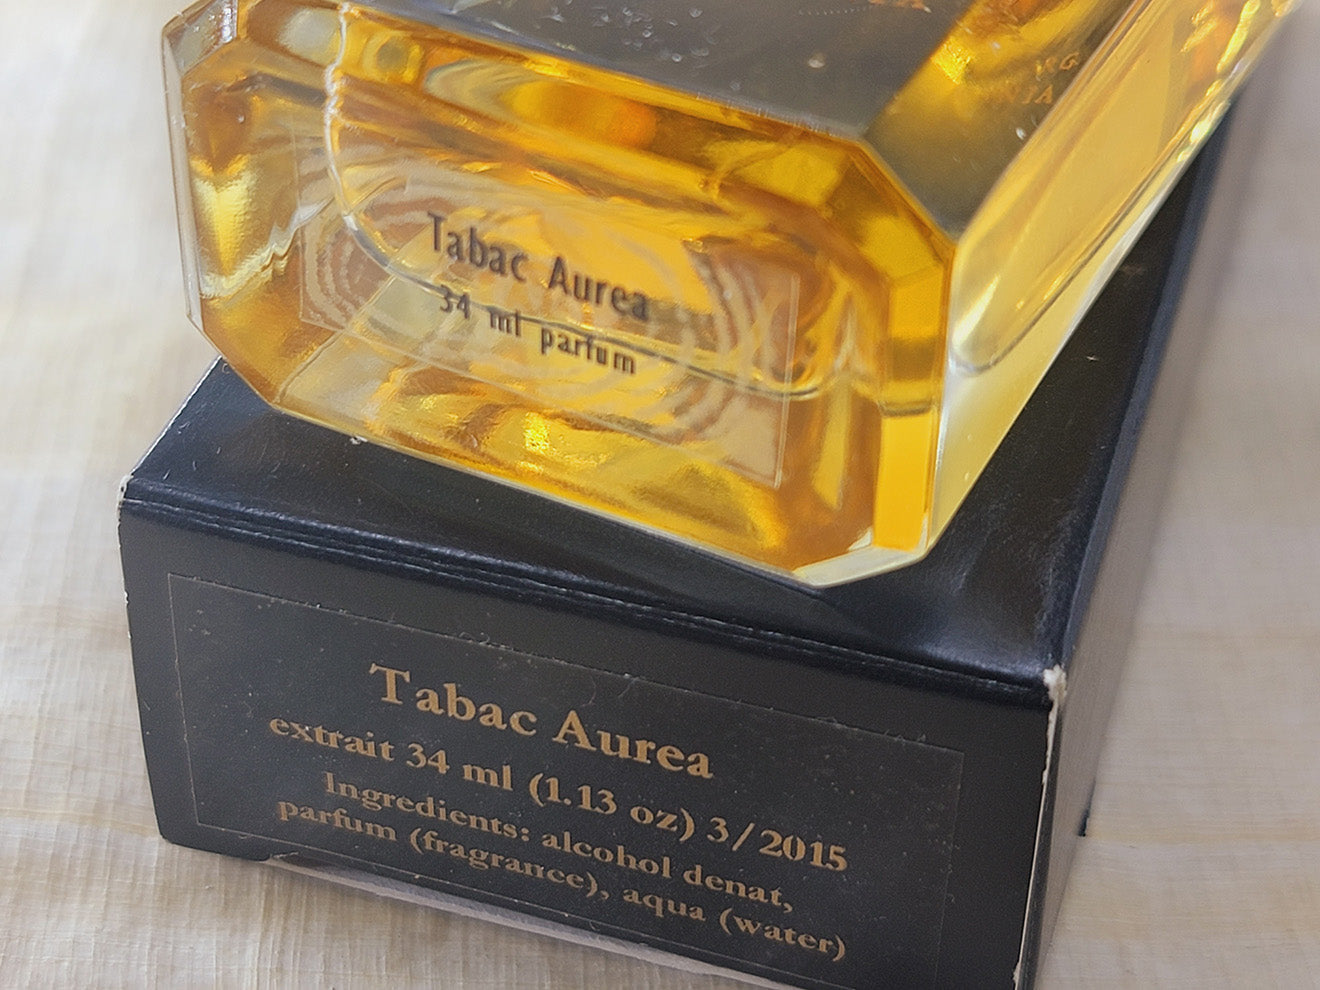 Tabac Aurea
34 ml parfum
Tabac Aurea
extrait 34 ml (1.13 oz) 3/2015
Ingredients: alcohol denat,
parfum (fragrance), aqua (water)